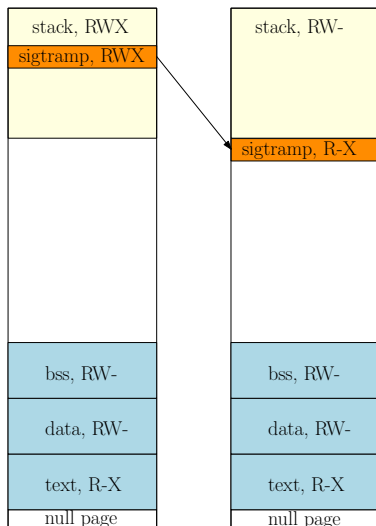 stack, RWX
sigtramp, RWX
bss, RW-
data, RW-
text, R-X
null page
stack, RW-
sigtramp, R-X
bss, RW-
data, RW-
text, R-X
null page